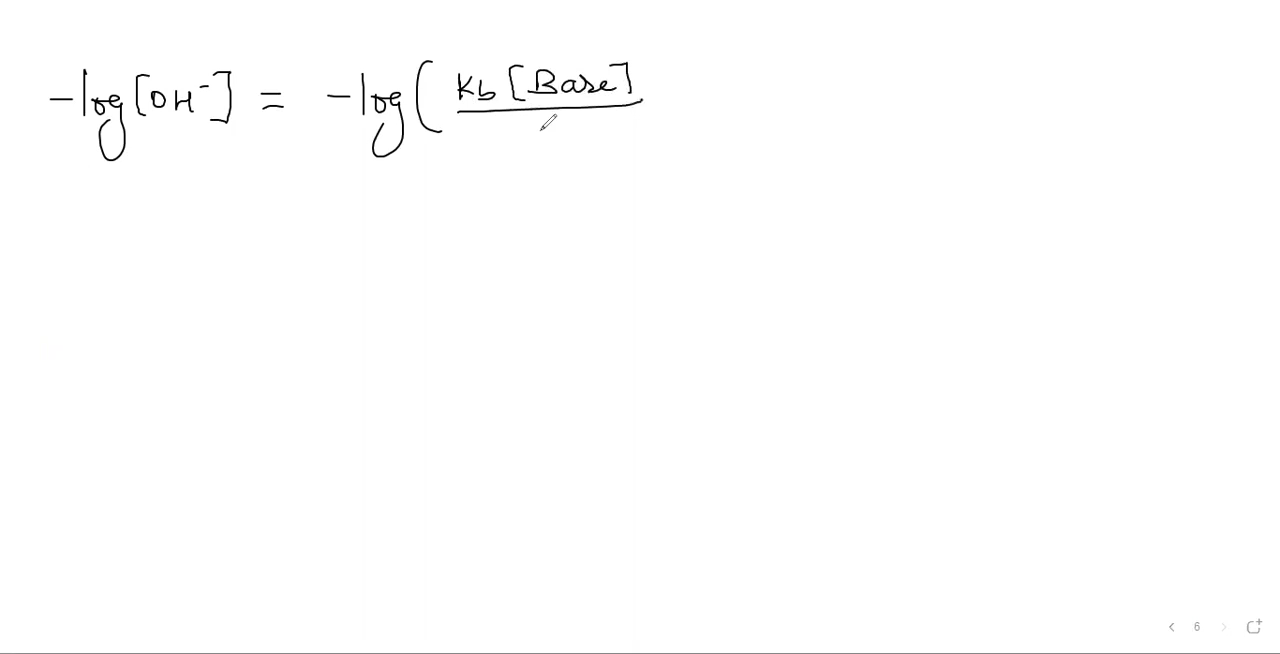 -log[OH⁻] = -log( Kb[Base]
< 6 >